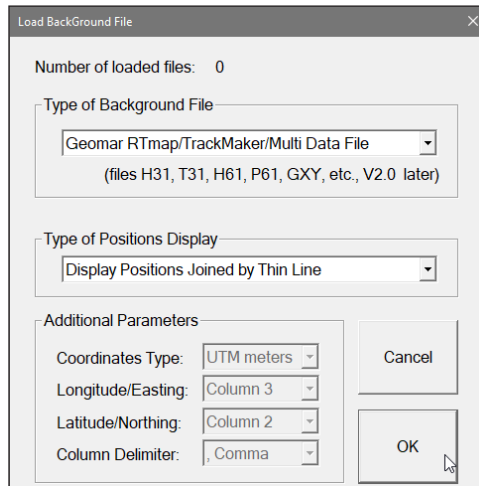 Load BackGround File
Number of loaded files: 0
Type of Background File
Geomar RTmap/TrackMaker/Multi Data File
(files H31, T31, H61, P61, GXY, etc., V2.0 later)
Type of Positions Display
Display Positions Joined by Thin Line
Additional Parameters
Coordinates Type: UTM meters
Longitude/Easting: Column 3
Latitude/Northing: Column 2
Column Delimiter: , Comma
Cancel
OK